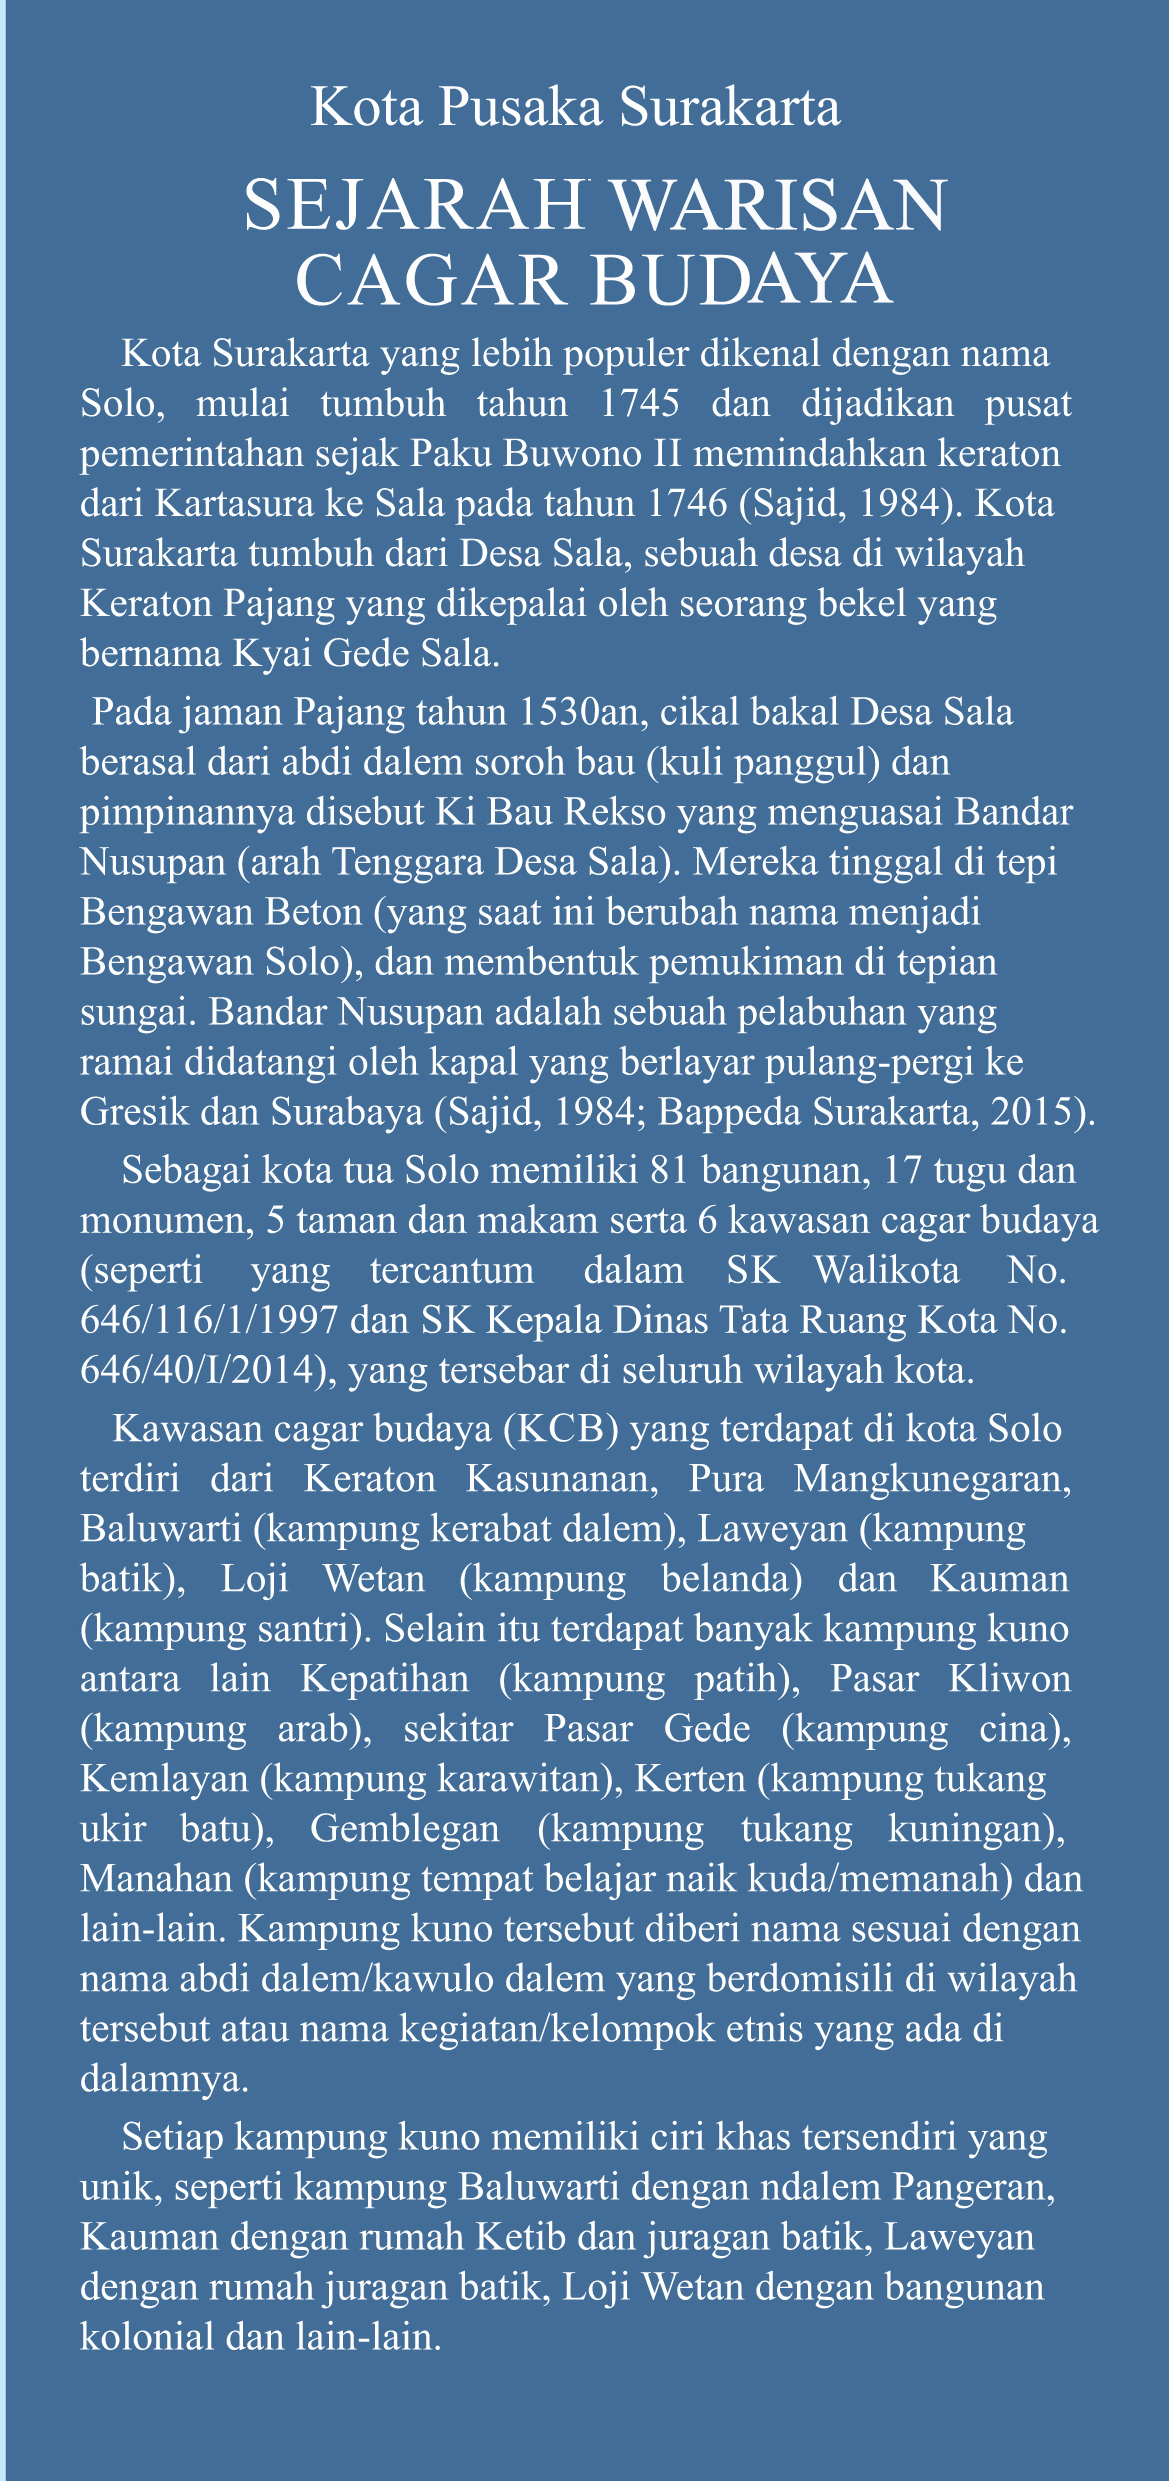 Kota Pusaka Surakarta
SEJARAH WARISAN
CAGAR BUDAYA
Kota Surakarta yang lebih populer dikenal dengan nama
Solo, mulai tumbuh tahun 1745 dan dijadikan pusat
pemerintahan sejak Paku Buwono II memindahkan keraton
dari Kartasura ke Sala pada tahun 1746 (Sajid, 1984). Kota
Surakarta tumbuh dari Desa Sala, sebuah desa di wilayah
Keraton Pajang yang dikepalai oleh seorang bekel yang
bernama Kyai Gede Sala.
Pada jaman Pajang tahun 1530an, cikal bakal Desa Sala
berasal dari abdi dalem soroh bau (kuli panggul) dan
pimpinannya disebut Ki Bau Rekso yang menguasai Bandar
Nusupan (arah Tenggara Desa Sala). Mereka tinggal di tepi
Bengawan Beton (yang saat ini berubah nama menjadi
Bengawan Solo), dan membentuk pemukiman di tepian
sungai. Bandar Nusupan adalah sebuah pelabuhan yang
ramai didatangi oleh kapal yang berlayar pulang-pergi ke
Gresik dan Surabaya (Sajid, 1984; Bappeda Surakarta, 2015).
Sebagai kota tua Solo memiliki 81 bangunan, 17 tugu dan
monumen, 5 taman dan makam serta 6 kawasan cagar budaya
(seperti yang tercantum dalam SK Walikota No.
646/116/1/1997 dan SK Kepala Dinas Tata Ruang Kota No.
646/40/I/2014), yang tersebar di seluruh wilayah kota.
Kawasan cagar budaya (KCB) yang terdapat di kota Solo
terdiri dari Keraton Kasunanan, Pura Mangkunegaran,
Baluwarti (kampung kerabat dalem), Laweyan (kampung
batik), Loji Wetan (kampung belanda) dan Kauman
(kampung santri). Selain itu terdapat banyak kampung kuno
antara lain Kepatihan (kampung patih), Pasar Kliwon
(kampung arab), sekitar Pasar Gede (kampung cina),
Kemlayan (kampung karawitan), Kerten (kampung tukang
ukir batu), Gemblegan (kampung tukang kuningan),
Manahan (kampung tempat belajar naik kuda/memanah) dan
lain-lain. Kampung kuno tersebut diberi nama sesuai dengan
nama abdi dalem/kawulo dalem yang berdomisili di wilayah
tersebut atau nama kegiatan/kelompok etnis yang ada di
dalamnya.
Setiap kampung kuno memiliki ciri khas tersendiri yang
unik, seperti kampung Baluwarti dengan ndalem Pangeran,
Kauman dengan rumah Ketib dan juragan batik, Laweyan
dengan rumah juragan batik, Loji Wetan dengan bangunan
kolonial dan lain-lain.